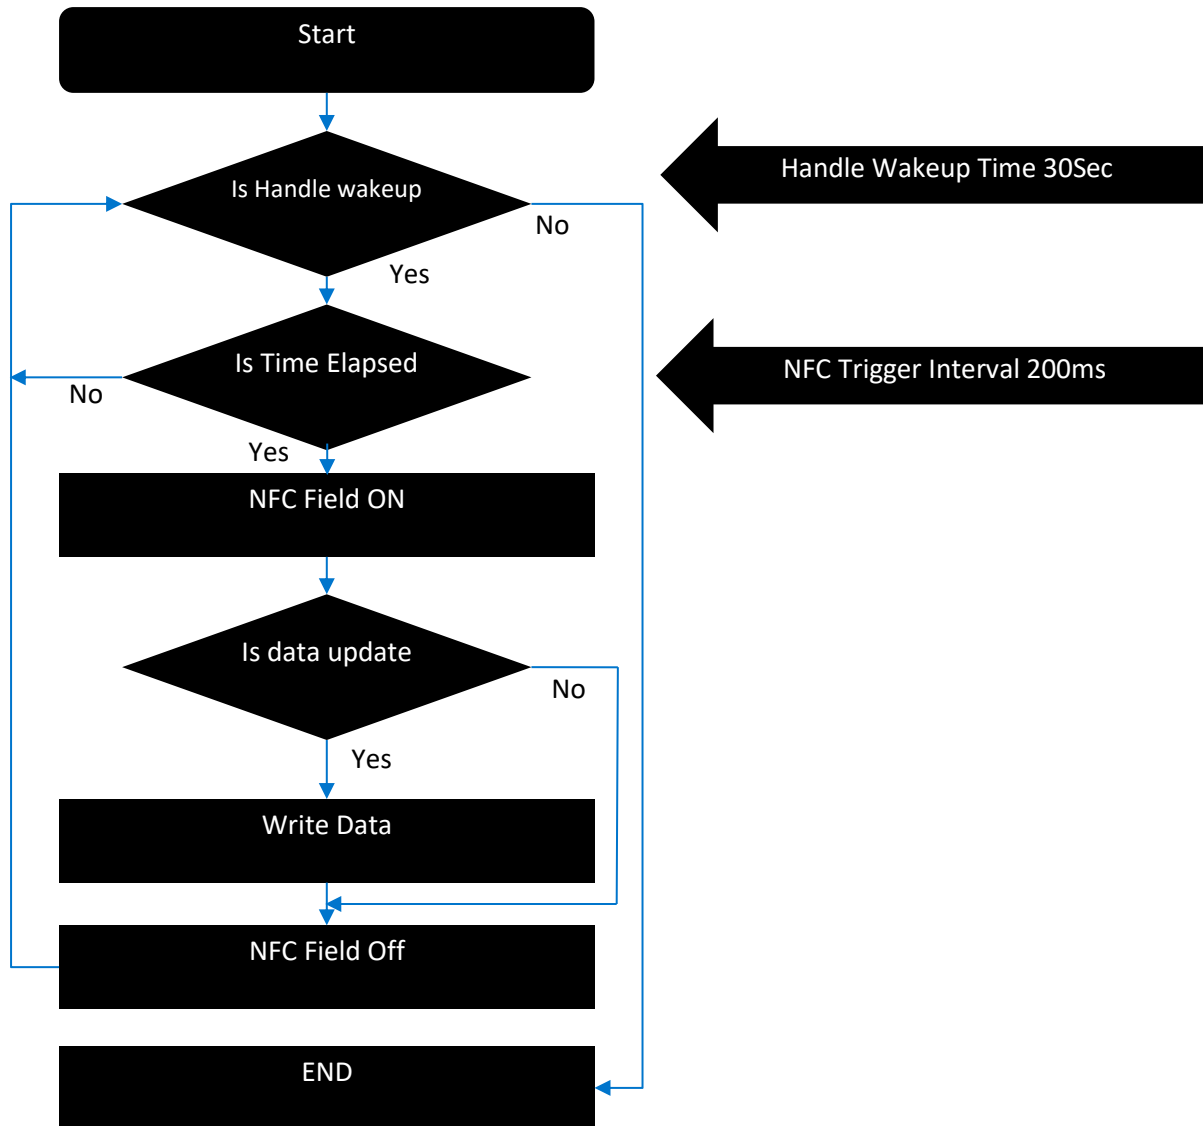 Start
Is Handle wakeup
Handle Wakeup Time 30Sec
No
Yes
Is Time Elapsed
NFC Trigger Interval 200ms
No
Yes
NFC Field ON
Is data update
No
Yes
Write Data
NFC Field Off
END